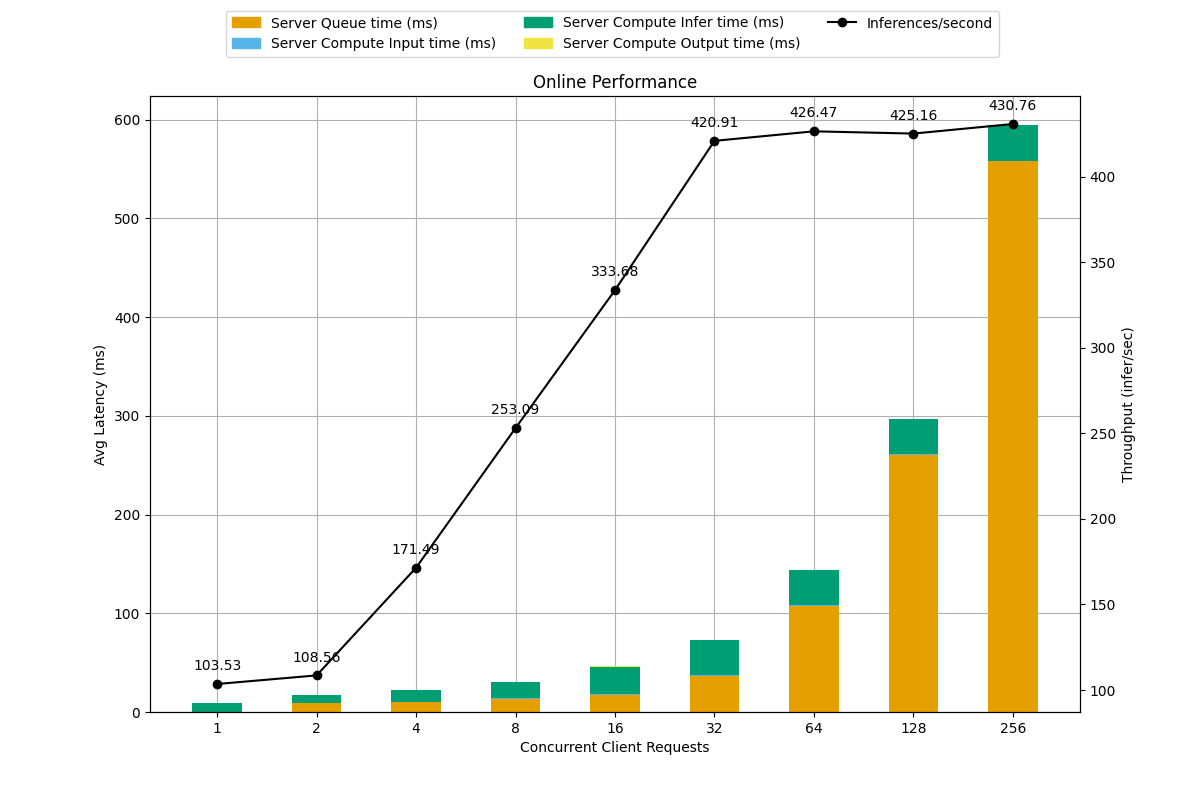 Server Queue time (ms)
Server Compute Input time (ms)
Server Compute Infer time (ms)
Server Compute Output time (ms)
Inferences/second
Online Performance
600
500
400
300
200
100
0
Avg Latency (ms)
103.53
108.56
171.49
253.09
333.68
420.91
426.47
425.16
430.76
400
350
300
250
200
150
100
Throughput (infer/sec)
1 2 4 8 16 32 64 128 256
Concurrent Client Requests